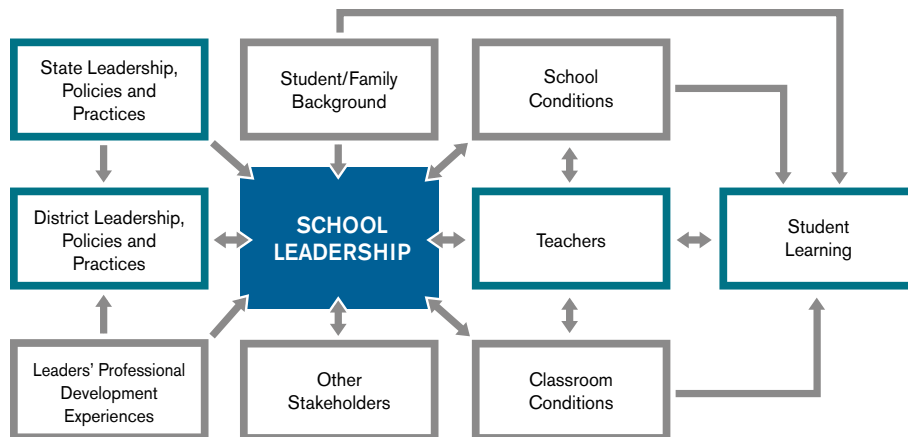 State Leadership,
Policies and
Practices
Student/Family
Background
School
Conditions
District Leadership,
Policies and
Practices
SCHOOL
LEADERSHIP
Teachers
Student
Learning
Leaders’ Professional
Development
Experiences
Other
Stakeholders
Classroom
Conditions